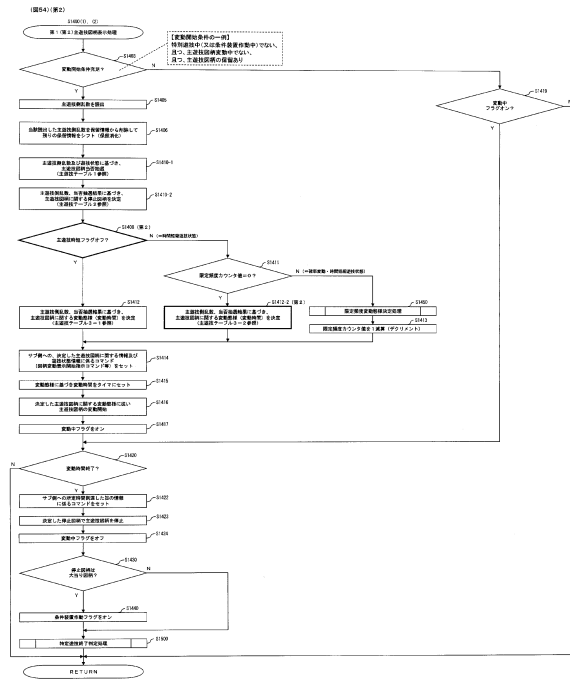 (図54)(第2)
S1400(1), (2)
第1(第2)主遊技図柄表示処理
【変動開始条件の一例】
特別遊技中(又は条件装置作動中)でない、
且つ、主遊技図柄変動中でない、
且つ、主遊技図柄の保留あり
S1403
変動開始条件充足?
N
Y
S1419
変動中
フラグオン?
N
Y
S1405
主遊技側乱数を読出
S1406
当該読出した主遊技側乱数を保留情報から削除して
残りの保留情報をシフト(保留消化)
S1410-1
主遊技側乱数及び遊技状態に基づき、
主遊技図柄当否抽選
(主遊技テーブル1参照)
S1410-2
主遊技側乱数、当否抽選結果に基づき、
主遊技図柄に関する停止図柄を決定
(主遊技テーブル2参照)
S1409 (第2)
主遊技時短フラグオフ?
N (=時間短縮遊技状態)
Y
S1411
限定頻度カウンタ値=0?
Y
S1412
主遊技側乱数、当否抽選結果に基づき、
主遊技図柄に関する変動態様(変動時間)を決定
(主遊技テーブル3-1参照)
S1412-2 (第2)
主遊技側乱数、当否抽選結果に基づき、
主遊技図柄に関する変動態様(変動時間)を決定
(主遊技テーブル3-2参照)
S1450
限定頻度変動態様決定処理
S1413
限定頻度カウンタ値を1減算(デクリメント)
S1414
サブ側への、決定した主遊技図柄に関する情報及び
遊技状態情報に係るコマンド
(図柄変動表示開始指示コマンド等)をセット
S1415
変動態様に基づき変動時間をタイマにセット
S1416
決定した主遊技図柄に関する変動態様に従い
主遊技図柄の変動開始
S1417
変動中フラグをオン
S1420
変動時間終了?
N
Y
S1422
に係るコマンドをセット
S1423
決定した停止図柄で主遊技図柄を停止
S1424
変動中フラグをオフ
S1430
停止図柄は
大当り図柄?
N
Y
S1440
条件装置作動フラグをオン
S1500
特定遊技終了判定処理
RETURN